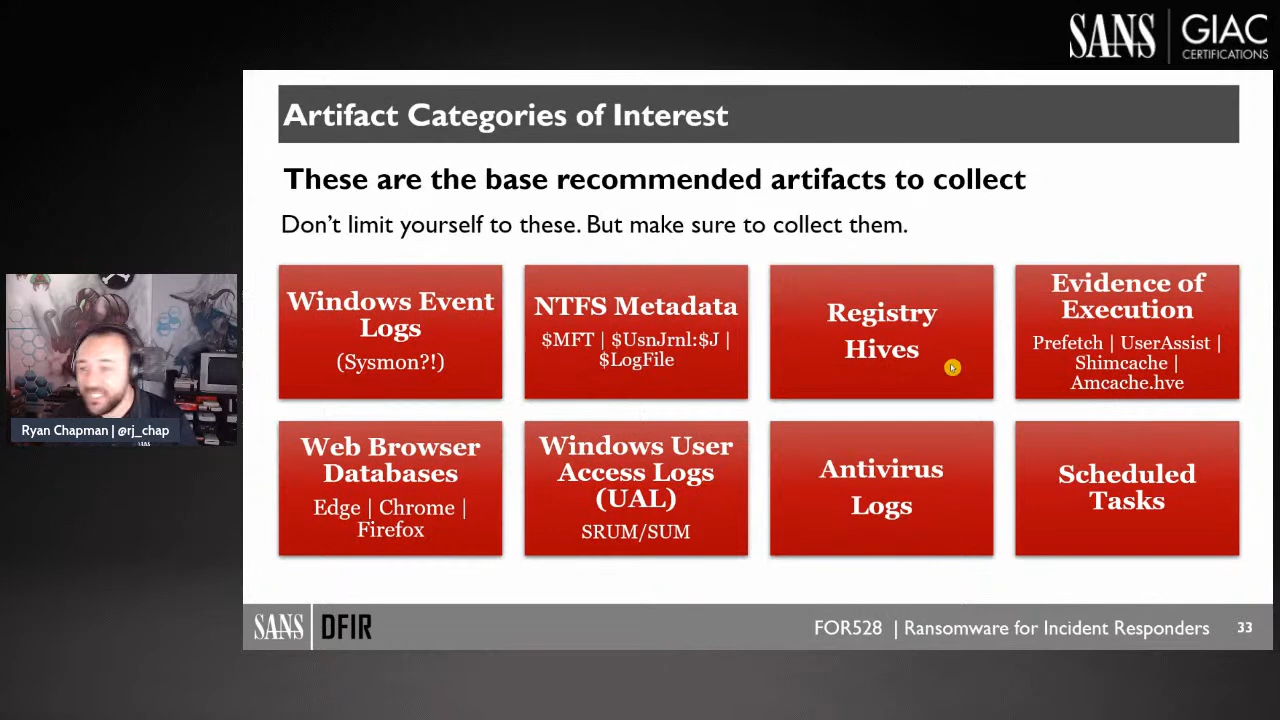 SANS | GIAC
CERTIFICATIONS
Artifact Categories of Interest
These are the base recommended artifacts to collect
Don't limit yourself to these. But make sure to collect them.
Windows Event
Logs
(Sysmon?!)
NTFS Metadata
$MFT | $UsnJrnl:$J |
$LogFile
Registry
Hives
Evidence of
Execution
Prefetch | UserAssist |
Shimcache |
Amcache.hve
Web Browser
Databases
Edge | Chrome |
Firefox
Windows User
Access Logs
(UAL)
SRUM/SUM
Antivirus
Logs
Scheduled
Tasks
Ryan Chapman | @rj_chap
SANS | DFIR
FOR528 | Ransomware for Incident Responders 33